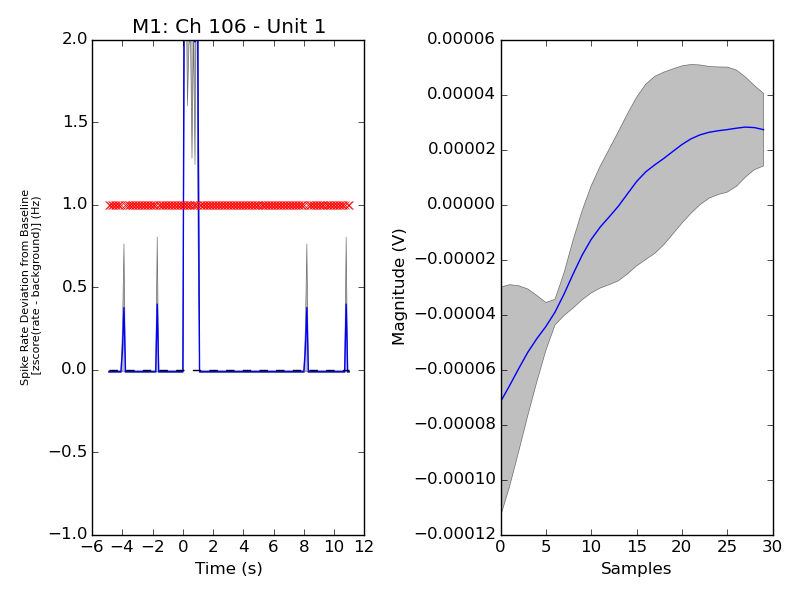 M1: Ch 106 - Unit 1
2.0
1.5
1.0
0.5
0.0
−0.5
−1.0
−6 −4 −2 0 2 4 6 8 10 12
Time (s)
Spike Rate Deviation from Baseline
[zscore(rate - background)] (Hz)
0.00006
0.00004
0.00002
0.00000
−0.00002
−0.00004
−0.00006
−0.00008
−0.00010
−0.00012
0 5 10 15 20 25 30
Samples
Magnitude (V)